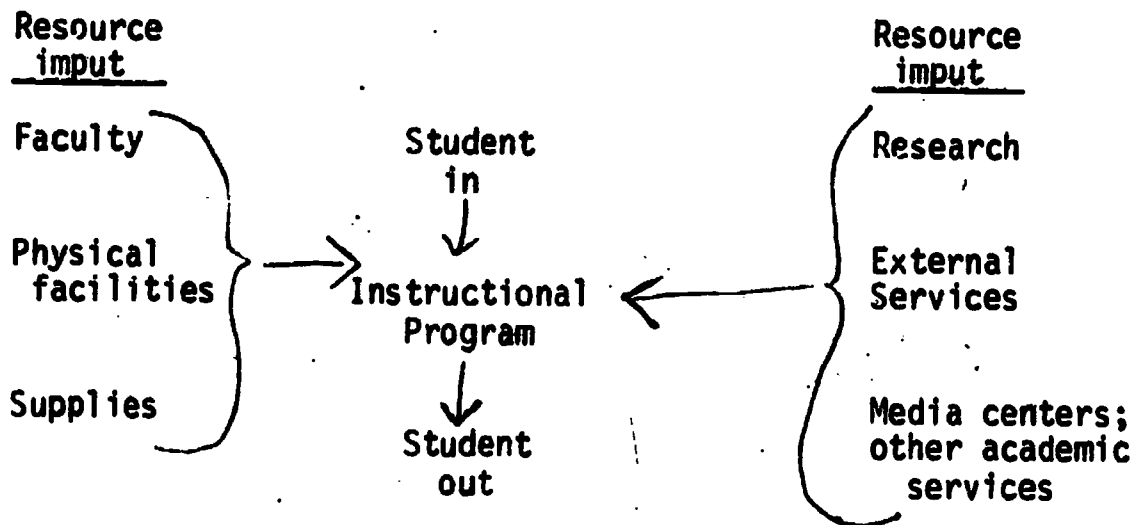 Resource
imput
Faculty
Physical
facilities
Supplies
Student
in
Instructional
Program
Student
out
Resource
imput
Research
External
Services
Media centers;
other academic
services